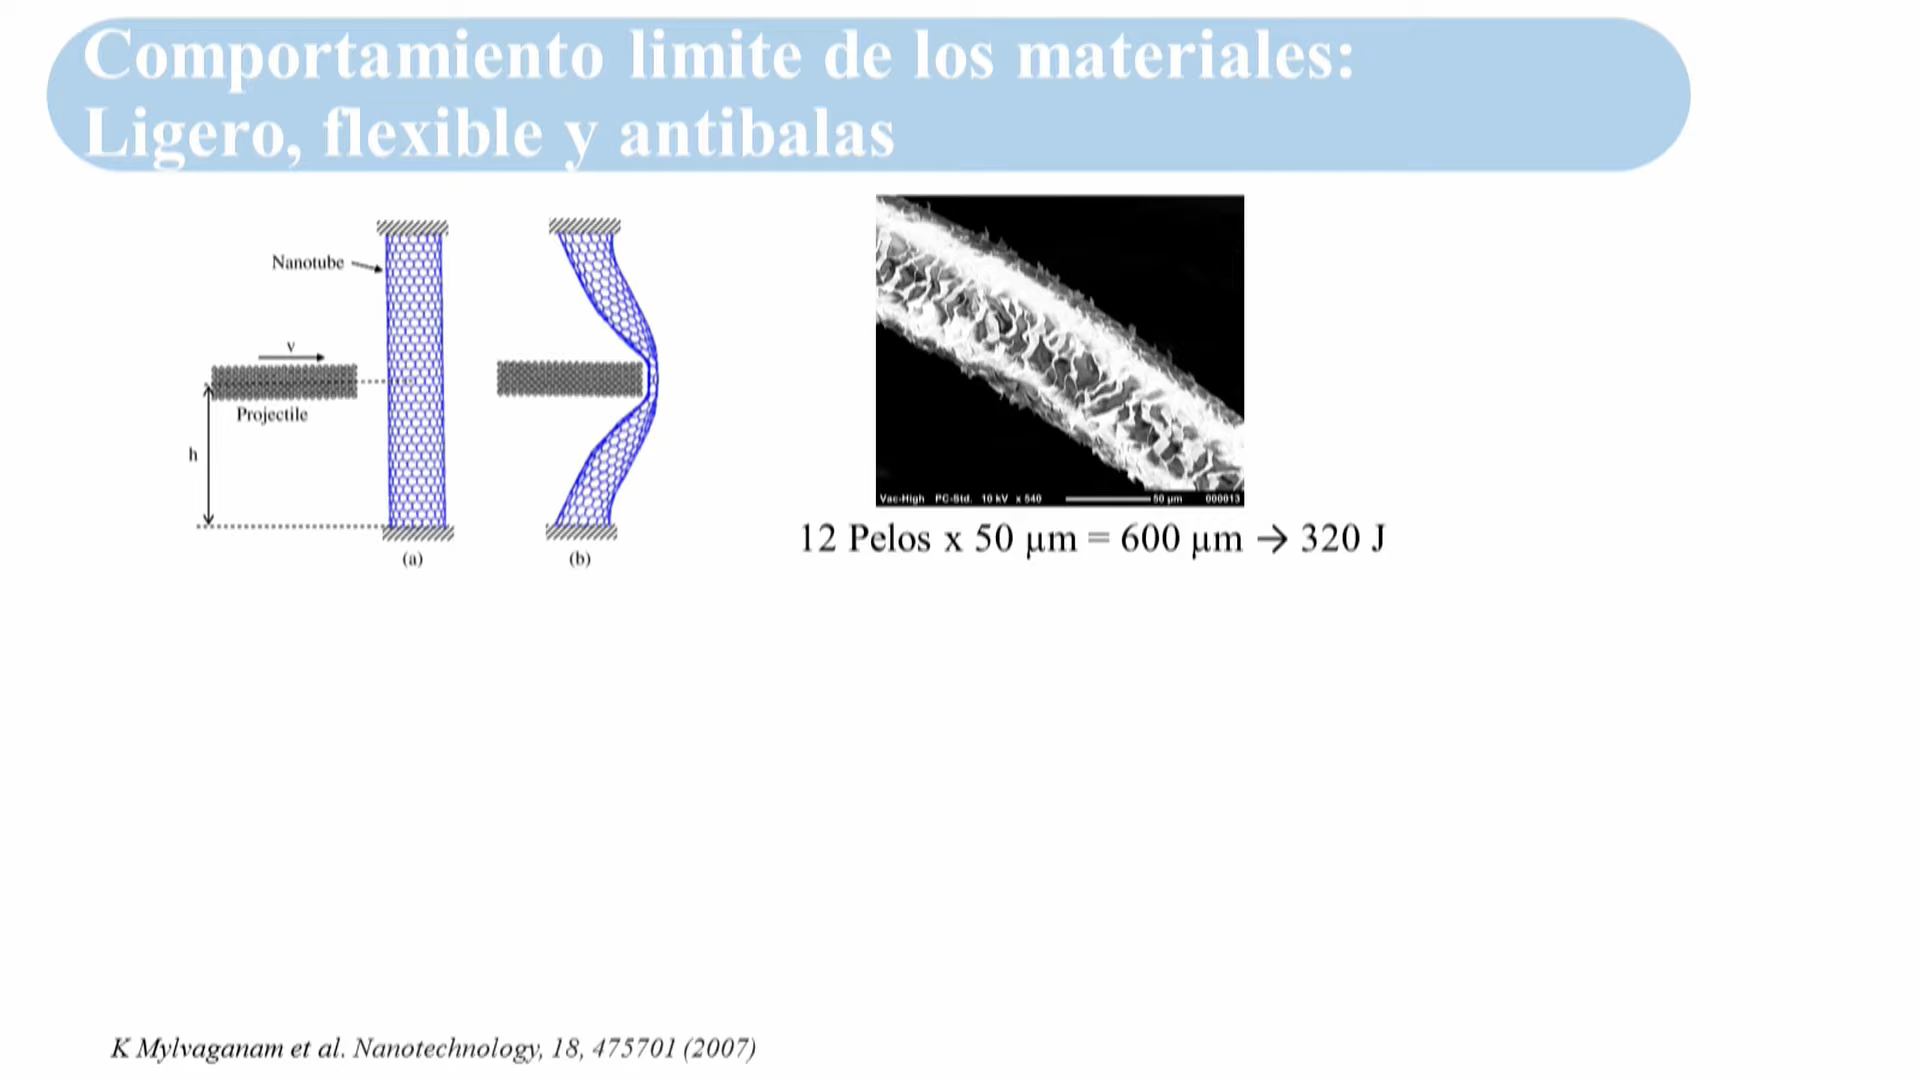 Comportamiento limite de los materiales:
Ligero, flexible y antibalas
Nanotube
v
Projectile
h
(a)
(b)
Vac-High PC-Std. 10 kV x 540 50 µm 000013
12 Pelos x 50 µm = 600 µm → 320 J
K Mylvaganam et al. Nanotechnology, 18, 475701 (2007)